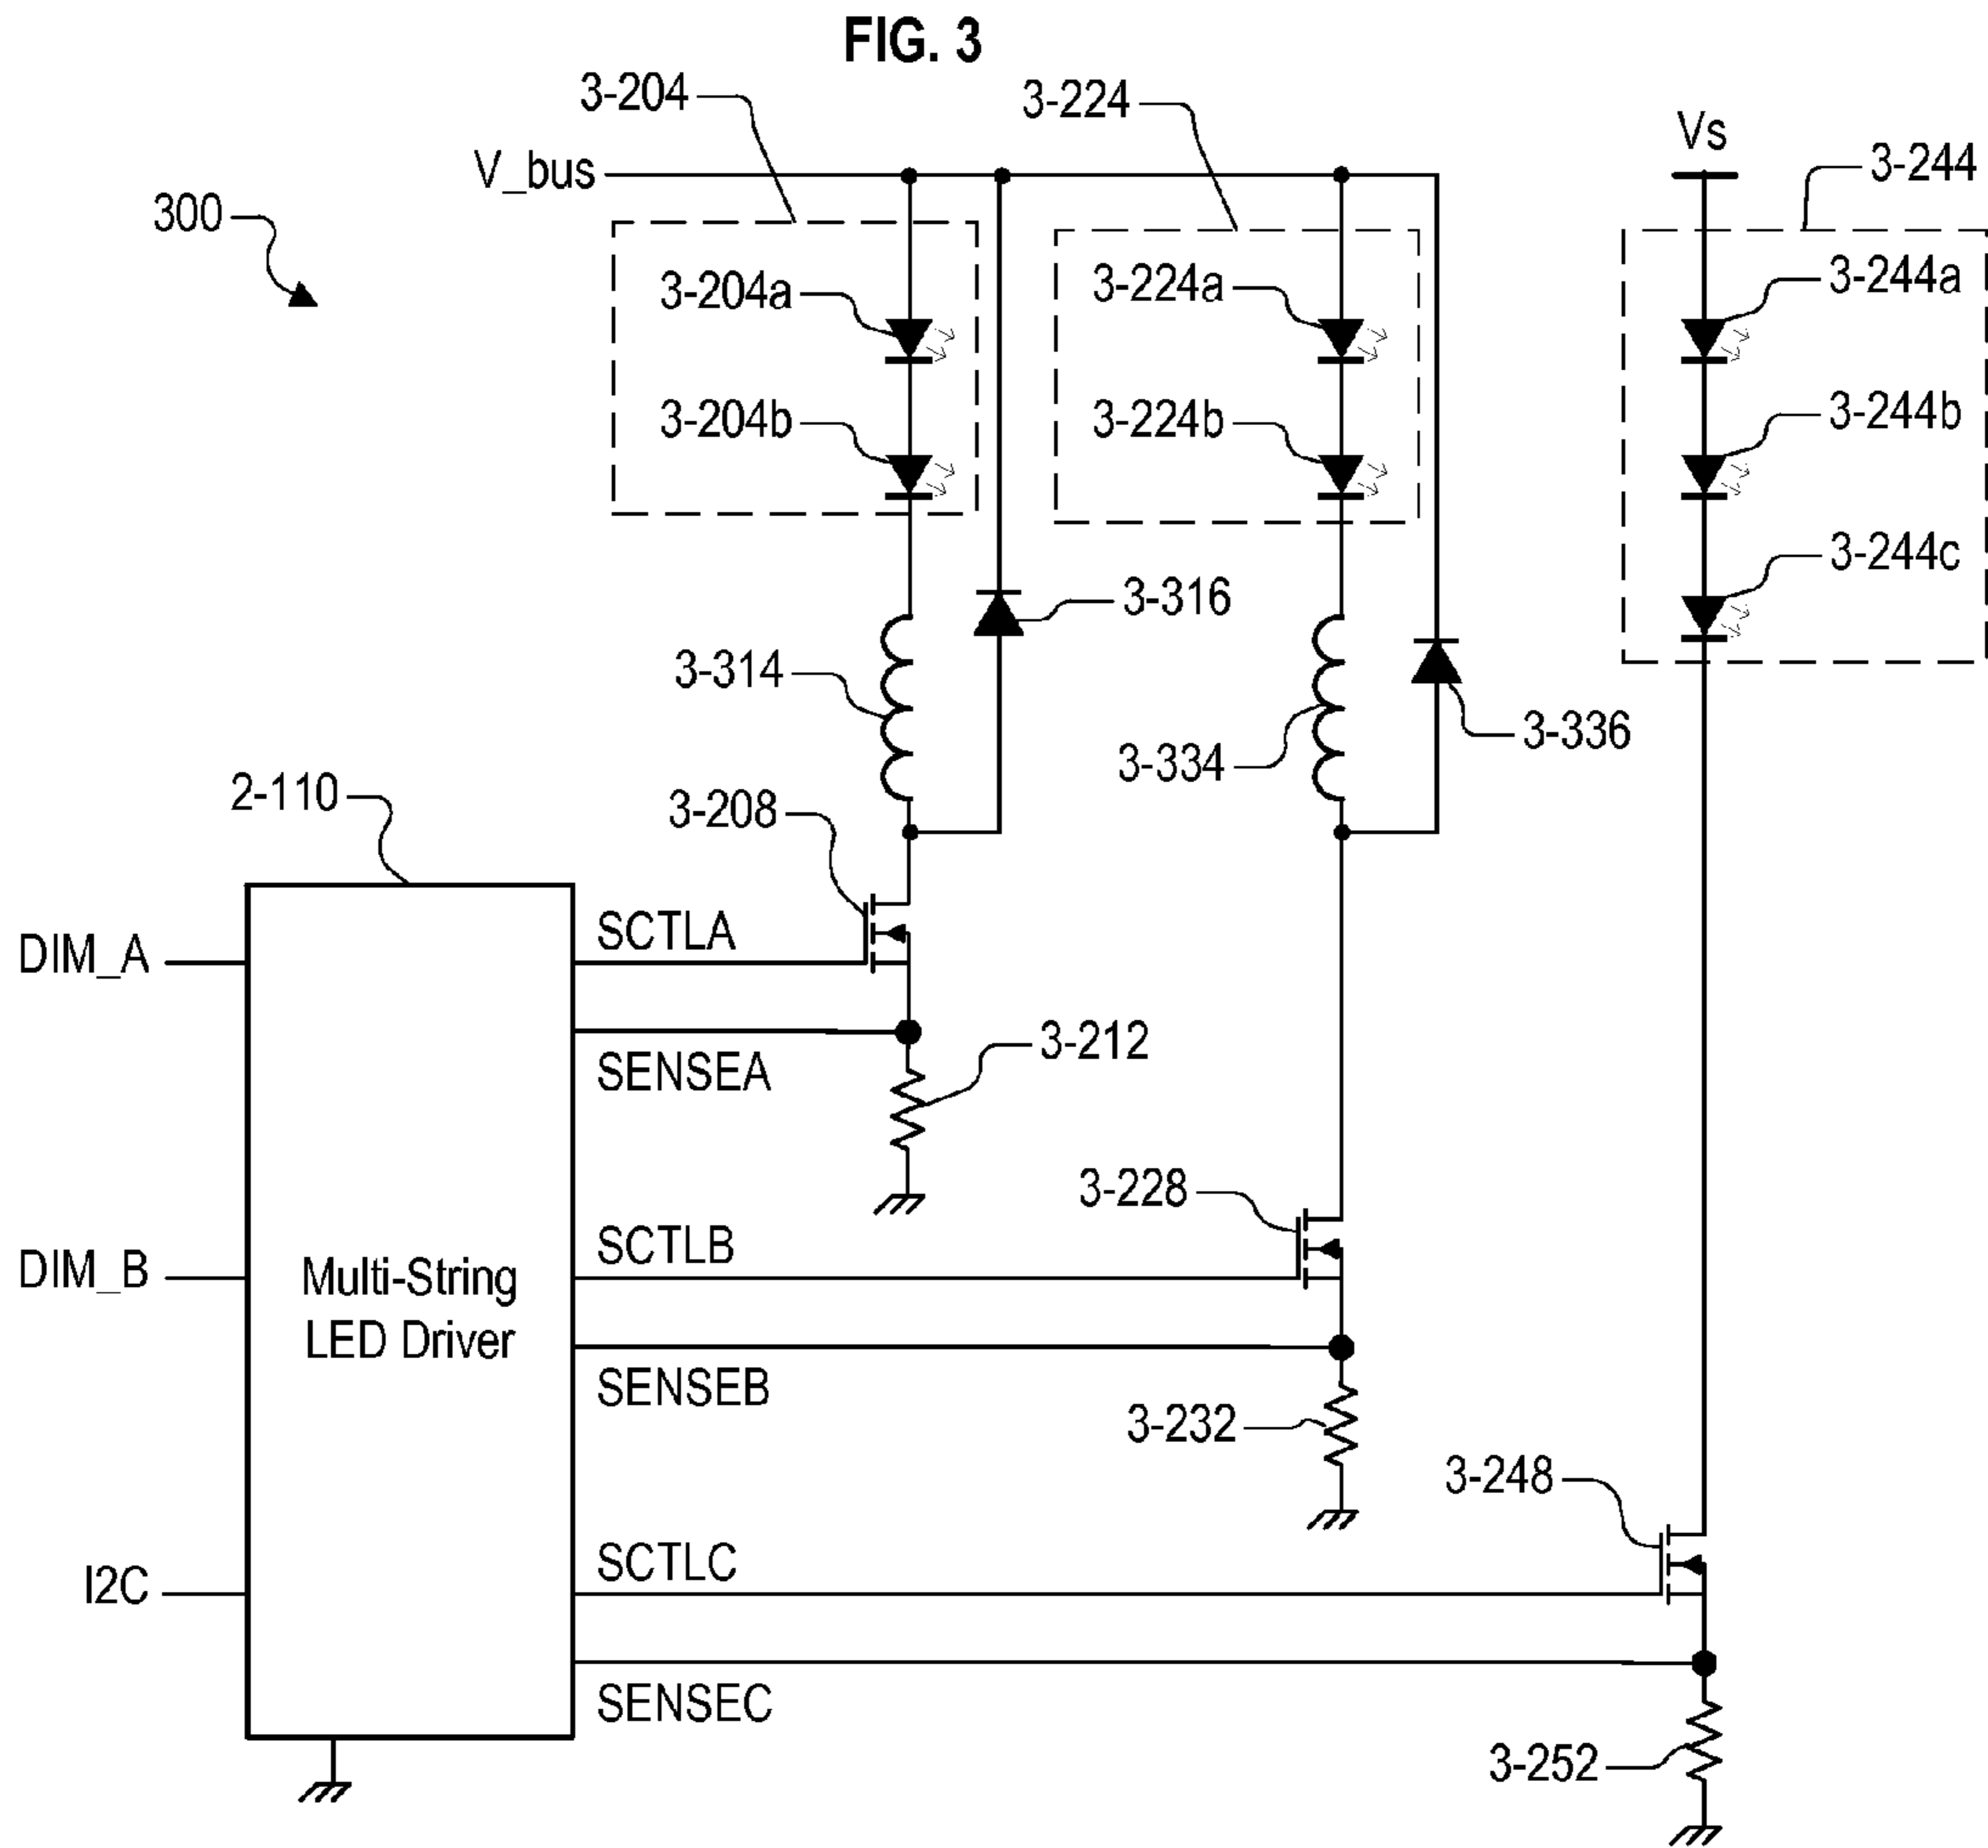 FIG. 3
3-204
3-224
Vs
3-244
V_bus
300
3-204a
3-224a
3-244a
3-204b
3-224b
3-244b
3-244c
3-316
3-314
3-334
3-336
2-110
3-208
DIM_A
SCTLA
SENSEA
3-212
3-228
DIM_B
SCTLB
Multi-String
LED Driver
SENSEB
3-232
3-248
I2C
SCTLC
SENSEC
3-252